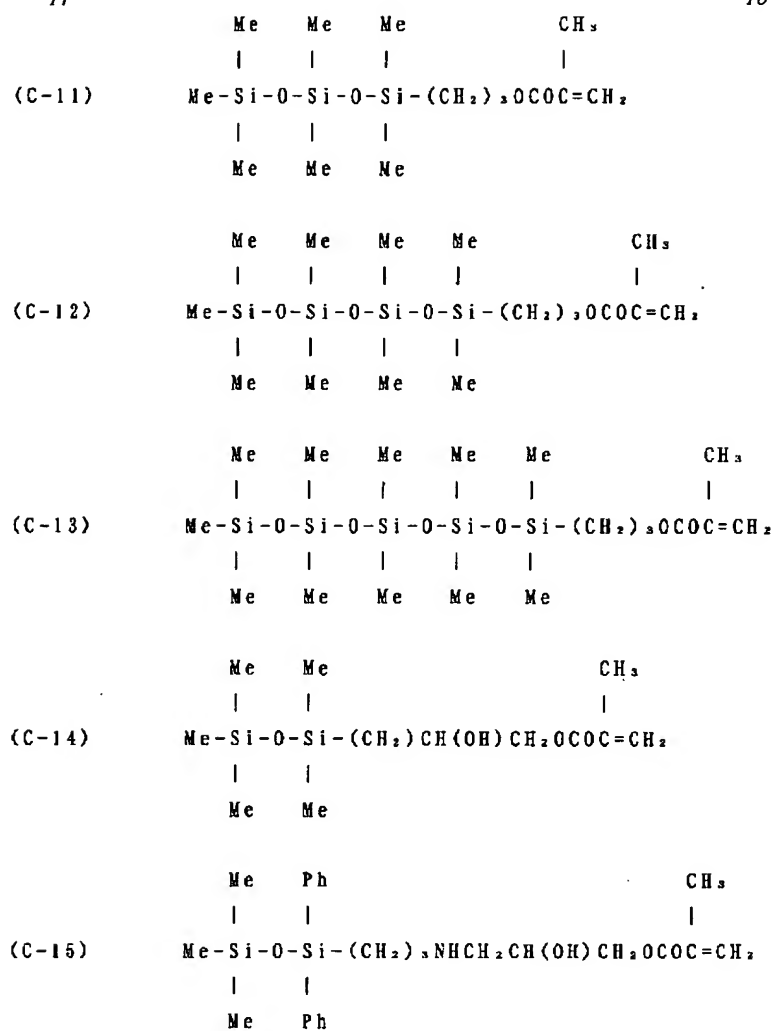 Me Me Me CH₃
| | | |
(C-11) Me-Si-O-Si-O-Si-(CH₂)₃OCOC=CH₂
| | |
Me Me Me
Me Me Me Me CH₃
| | | | |
(C-12) Me-Si-O-Si-O-Si-O-Si-(CH₂)₃OCOC=CH₂
| | | |
Me Me Me Me
Me Me Me Me Me CH₃
| | | | | |
(C-13) Me-Si-O-Si-O-Si-O-Si-O-Si-(CH₂)₃OCOC=CH₂
| | | | |
Me Me Me Me Me
Me Me CH₃
| | |
(C-14) Me-Si-O-Si-(CH₂)CH(OH)CH₂OCOC=CH₂
| |
Me Me
Me Ph CH₃
| | |
(C-15) Me-Si-O-Si-(CH₂)₃NHCH₂CH(OH)CH₂OCOC=CH₂
| |
Me Ph